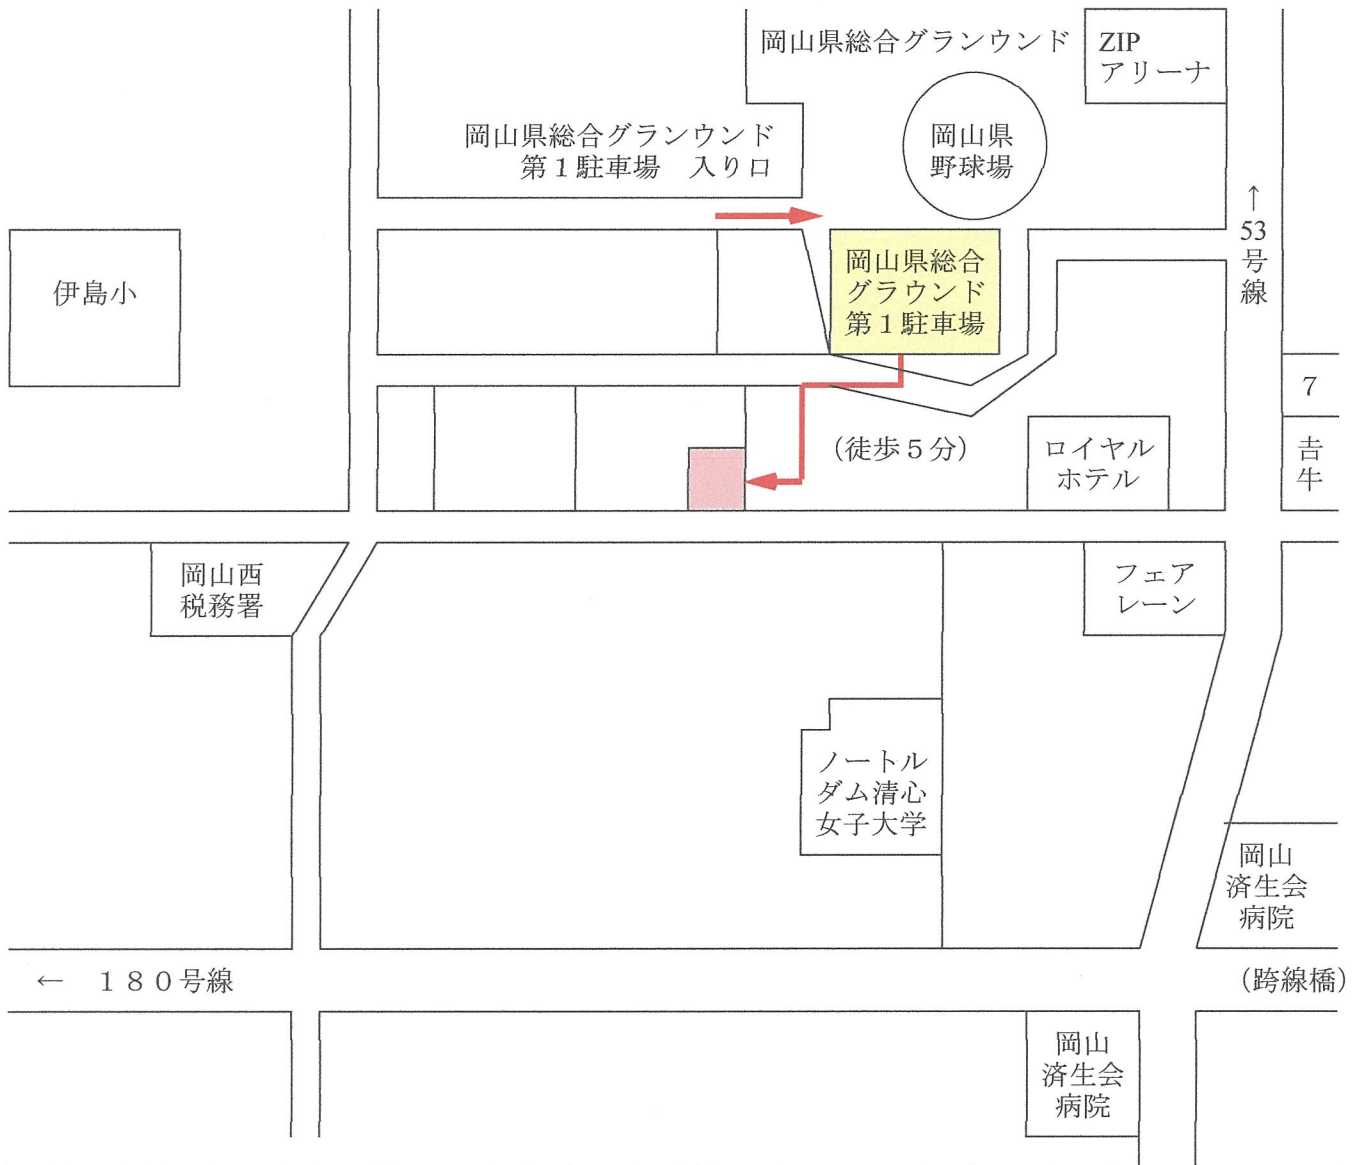 岡山県総合グランウンド
ZIP
アリーナ
岡山県総合グランウンド
第１駐車場　入り口
岡山県
野球場
↑
53
号
線
伊島小
岡山県総合
グラウンド
第１駐車場
7
吉
牛
(徒歩５分)
ロイヤル
ホテル
岡山西
税務署
フェア
レーン
ノートル
ダム清心
女子大学
岡山
済生会
病院
←　１８０号線
(跨線橋)
岡山
済生会
病院